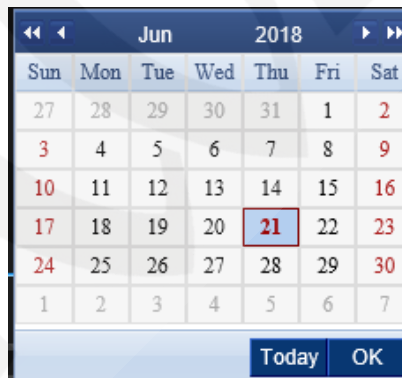 Jun 2018
Sun Mon Tue Wed Thu Fri Sat
27 28 29 30 31 1 2
3 4 5 6 7 8 9
10 11 12 13 14 15 16
17 18 19 20 21 22 23
24 25 26 27 28 29 30
1 2 3 4 5 6 7
Today OK